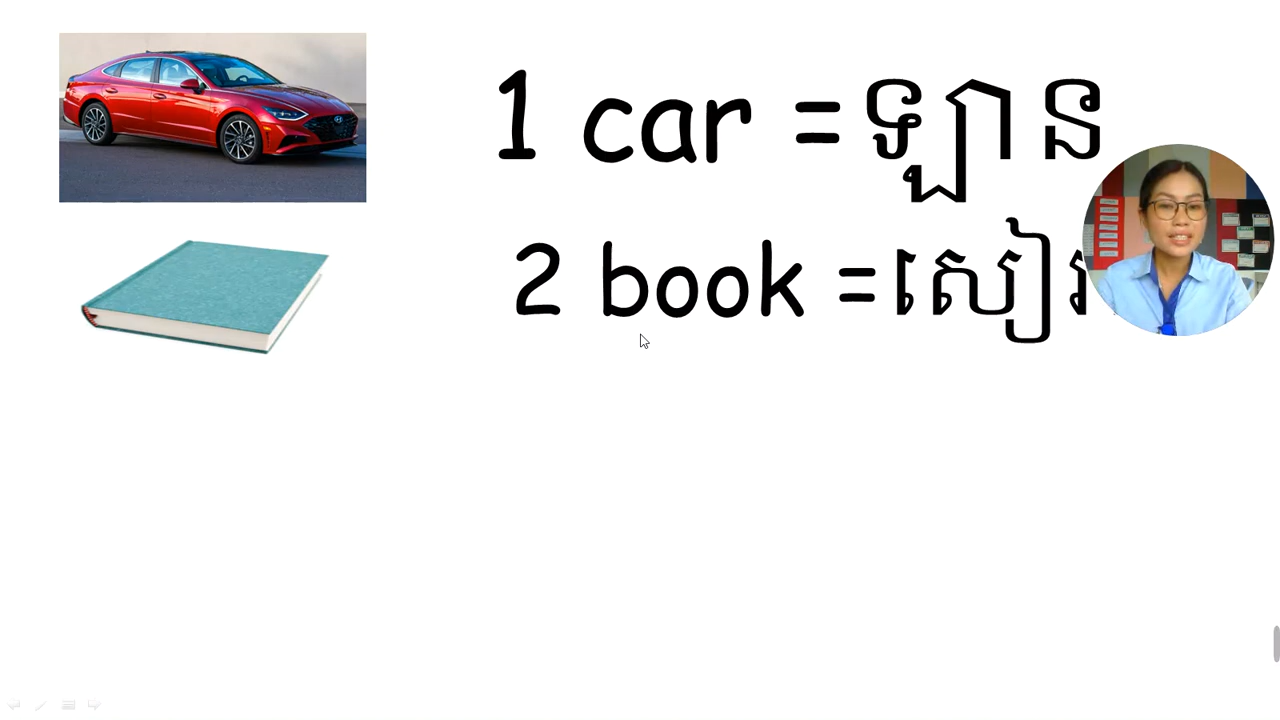 1 car = ឡាន
2 book =